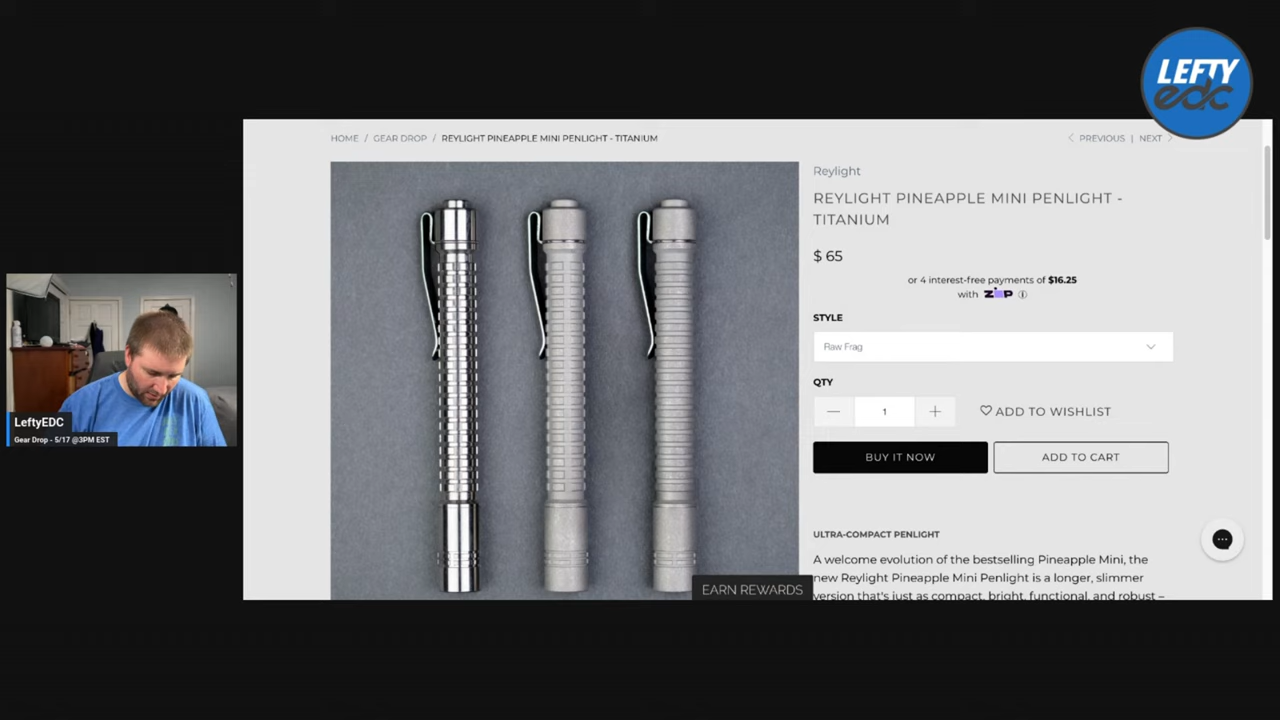 LEFTY
edc
HOME / GEAR DROP / REYLIGHT PINEAPPLE MINI PENLIGHT - TITANIUM
PREVIOUS | NEXT
Reylight
REYLIGHT PINEAPPLE MINI PENLIGHT -
TITANIUM
$ 65
or 4 interest-free payments of $16.25
with ZIP
STYLE
Raw Frag
QTY
1
ADD TO WISHLIST
BUY IT NOW
ADD TO CART
LeftyEDC
Gear Drop - 5/17 @3PM EST
ULTRA-COMPACT PENLIGHT
A welcome evolution of the bestselling Pineapple Mini, the
new Reylight Pineapple Mini Penlight is a longer, slimmer
version that's just as compact, bright, functional, and robust –
EARN REWARDS